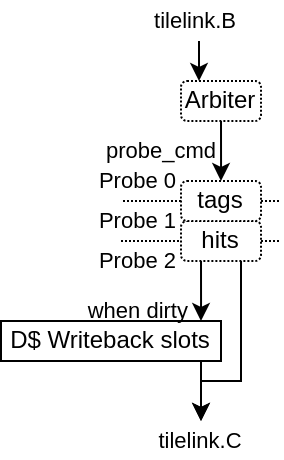 tilelink.B
Arbiter
probe_cmd
Probe 0
tags
Probe 1
hits
Probe 2
when dirty
D$ Writeback slots
tilelink.C